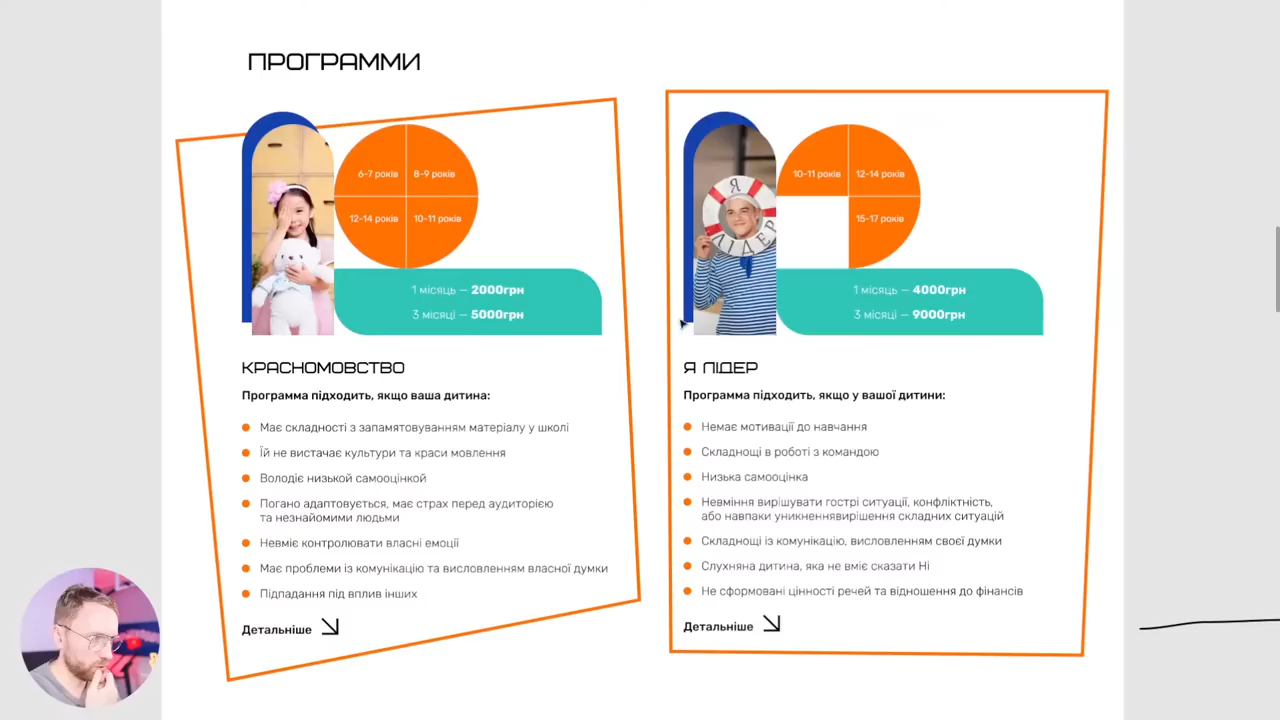 ПРОГРАММИ
6-7 років
8-9 років
12-14 років
10-11 років
1 місяць — 2000грн
3 місяці — 5000грн
КРАСНОМОВСТВО
Программа підходить, якщо ваша дитина:
Має складності з запамятовуванням матеріалу у школі
Їй не вистачає культури та краси мовлення
Володіє низькой самооцінкой
Погано адаптовується, має страх перед аудиторією
та незнайомими людьми
Невміє контролювати власні емоції
Має проблеми із комунікацію та висловленням власної думки
Підпадання під вплив інших
Детальніше
10-11 років
12-14 років
15-17 років
Я
ЛІДЕР
1 місяць — 4000грн
3 місяці — 9000грн
Я ЛІДЕР
Программа підходить, якщо у вашої дитини:
Немає мотивації до навчання
Складнощі в роботі з командою
Низька самооцінка
Невміння вирішувати гострі ситуації, конфліктність,
або навпаки уникненнявирішення складних ситуацій
Складнощі із комунікацію, висловленням своєї думки
Слухняна дитина, яка не вміє сказати Ні
Не сформовані цінності речей та відношення до фінансів
Детальніше